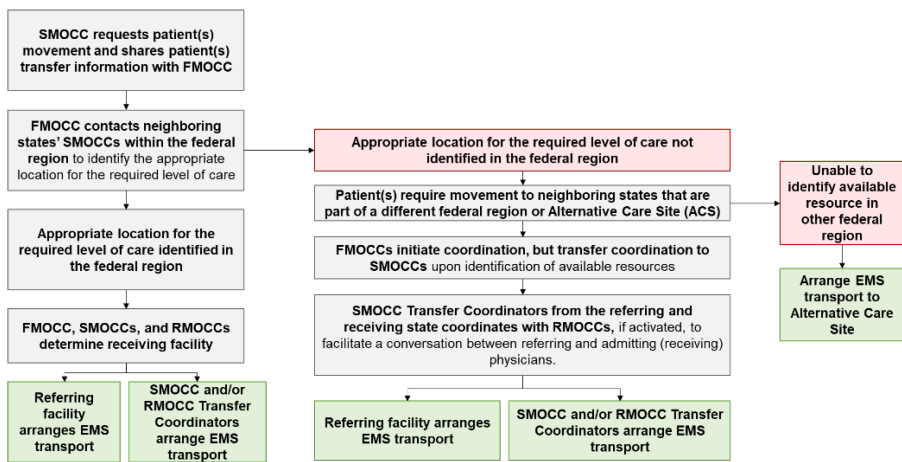 SMOCC requests patient(s)
movement and shares patient(s)
transfer information with FMOCC
FMOCC contacts neighboring
states' SMOCCs within the federal
region to identify the appropriate
location for the required level of care
Appropriate location for the
required level of care identified
in the federal region
FMOCC, SMOCCs, and RMOCCs
determine receiving facility
Referring
facility
arranges EMS
transport
SMOCC and/or
RMOCC Transfer
Coordinators
arrange EMS
transport
Appropriate location for the required level of care not
identified in the federal region
Patient(s) require movement to neighboring states that are
part of a different federal region or Alternative Care Site (ACS)
FMOCCs initiate coordination, but transfer coordination to
SMOCCs upon identification of available resources
SMOCC Transfer Coordinators from the referring and
receiving state coordinates with RMOCCs, if activated, to
facilitate a conversation between referring and admitting (receiving)
physicians.
Referring facility arranges
EMS transport
SMOCC and/or RMOCC Transfer
Coordinators arrange EMS
transport
Unable to
identify available
resource in
other federal
region
Arrange EMS
transport to
Alternative Care
Site